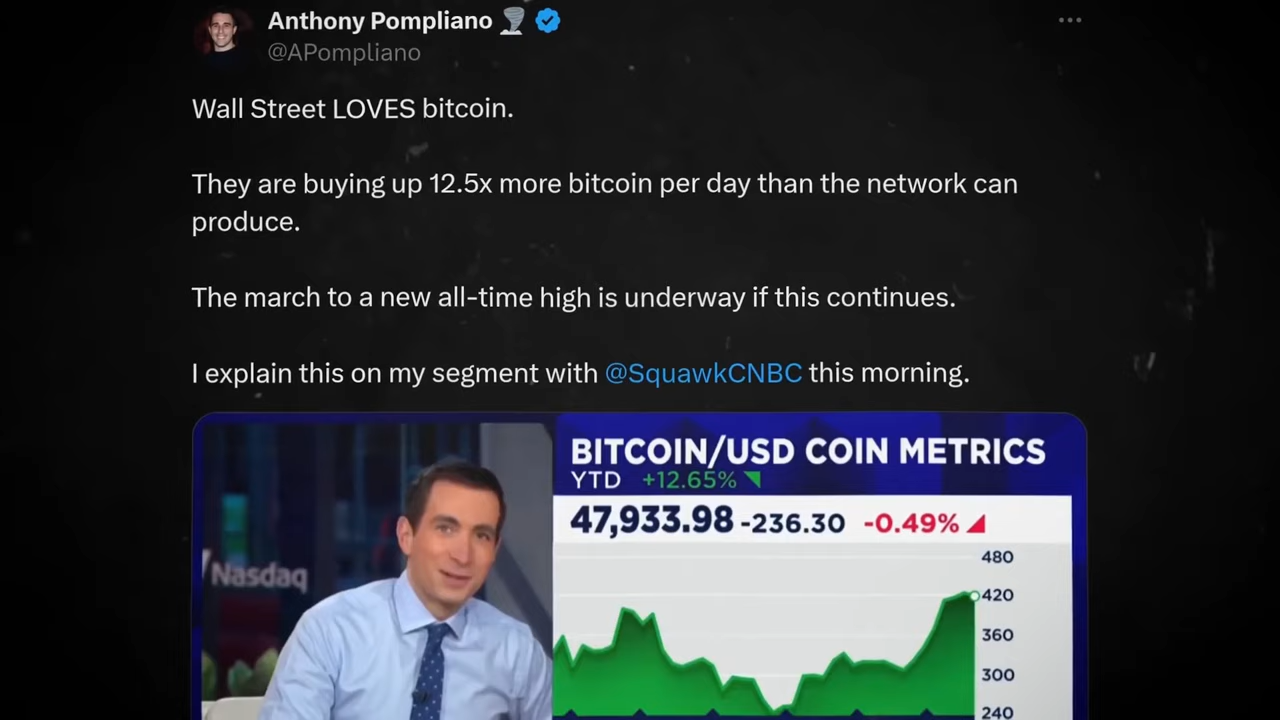 Anthony Pompliano
@APompliano
Wall Street LOVES bitcoin.
They are buying up 12.5x more bitcoin per day than the network can
produce.
The march to a new all-time high is underway if this continues.
I explain this on my segment with @SquawkCNBC this morning.
BITCOIN/USD COIN METRICS
YTD +12.65%
47,933.98 -236.30 -0.49%
480
420
360
300
240
Nasdaq